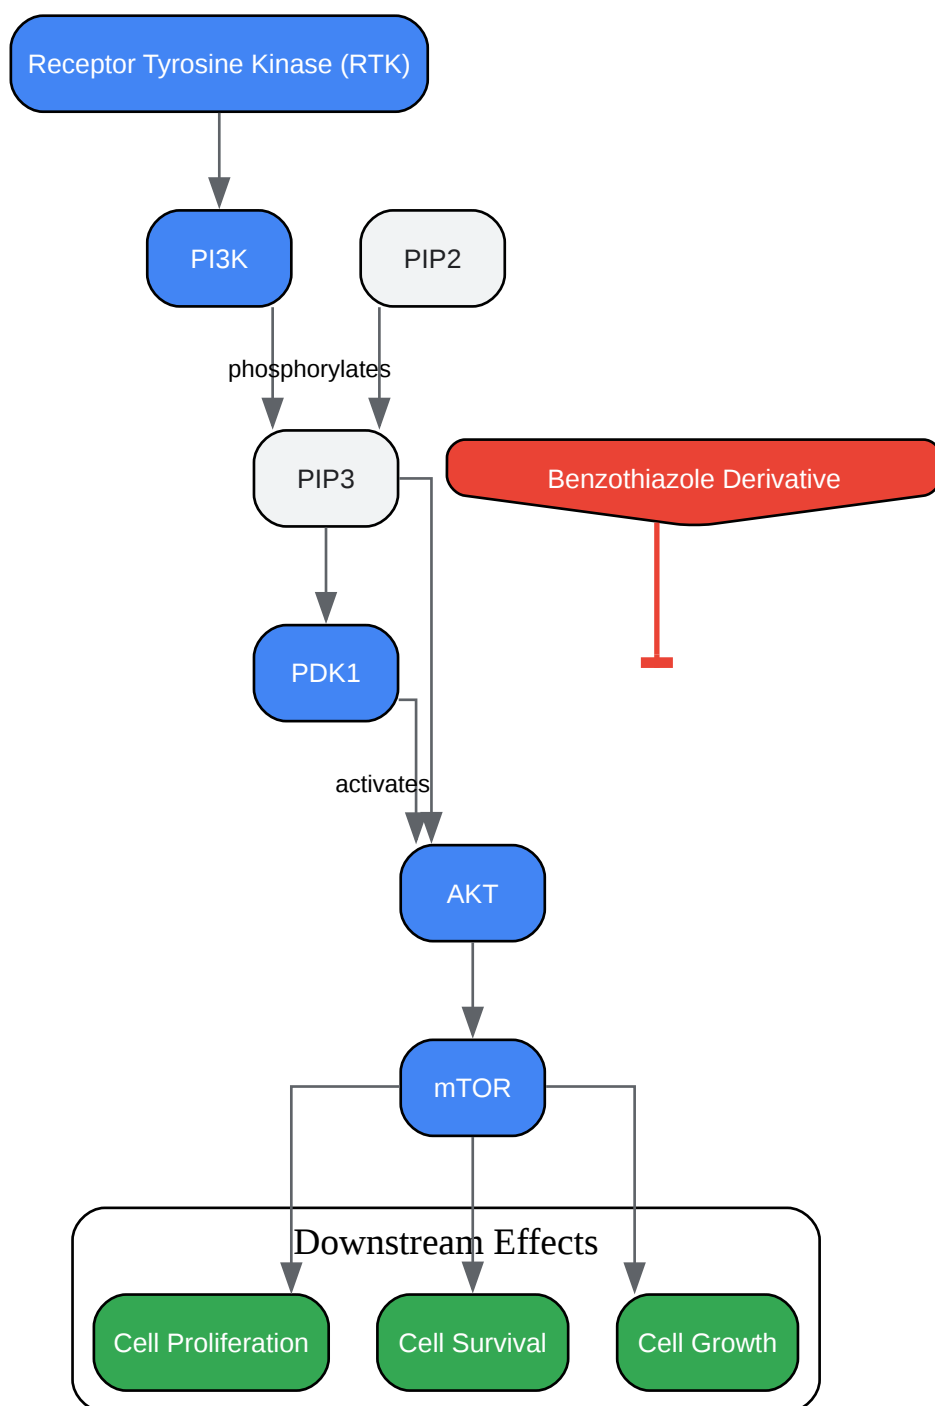 Receptor Tyrosine Kinase (RTK)
PI3K
PIP2
phosphorylates
PIP3
Benzothiazole Derivative
PDK1
activates
AKT
mTOR
Downstream Effects
Cell Proliferation
Cell Survival
Cell Growth